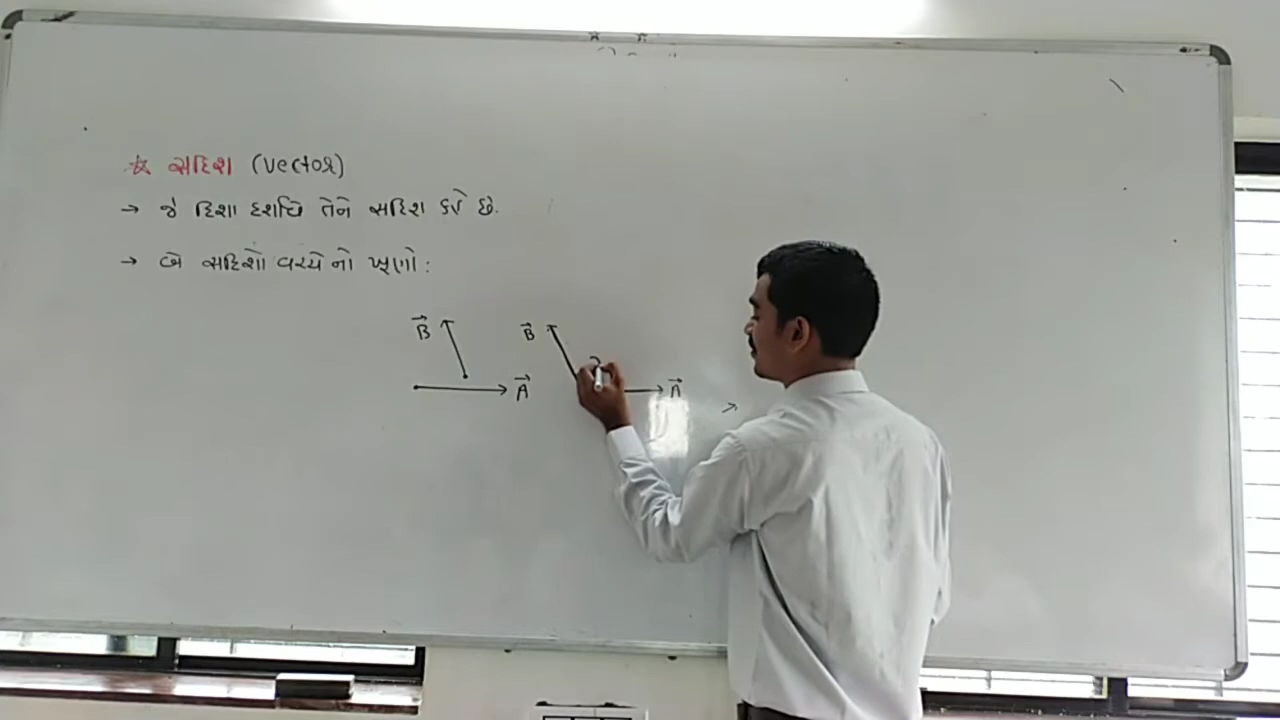 ☆ સદિશ (Vector)
→ જે દિશા દર્શાવે તેને સદિશ કહે છે.
→ બે સદિશો વચ્ચેનો ખૂણો:
B⃗ B⃗
A⃗ A⃗